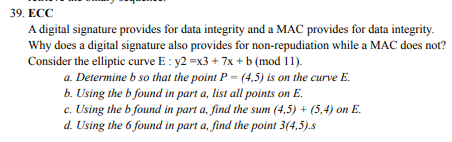 39. ECC
A digital signature provides for data integrity and a MAC provides for data integrity.
Why does a digital signature also provides for non-repudiation while a MAC does not?
Consider the elliptic curve E : y2 =x3 + 7x + b (mod 11).
a. Determine b so that the point P = (4,5) is on the curve E.
b. Using the b found in part a, list all points on E.
c. Using the b found in part a, find the sum (4,5) + (5,4) on E.
d. Using the 6 found in part a, find the point 3(4,5).s